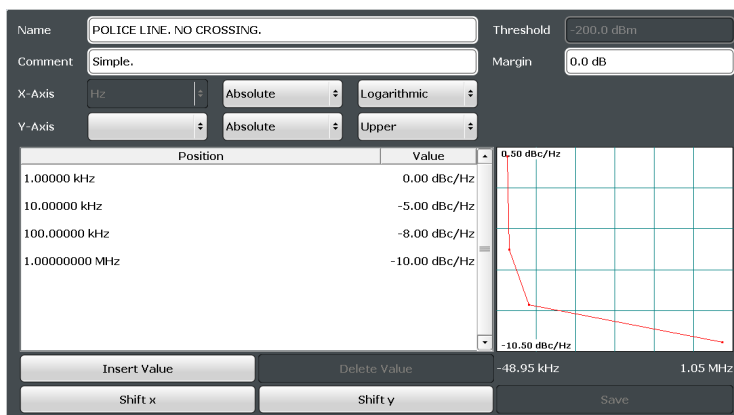 Name POLICE LINE. NO CROSSING. Threshold -200.0 dBm
Comment Simple. Margin 0.0 dB
X-Axis Hz Absolute Logarithmic
Y-Axis Absolute Upper
Position Value
1.00000 kHz 0.00 dBc/Hz
10.00000 kHz -5.00 dBc/Hz
100.00000 kHz -8.00 dBc/Hz
1.00000000 MHz -10.00 dBc/Hz
0.50 dBc/Hz
-10.50 dBc/Hz
-48.95 kHz 1.05 MHz
Insert Value Delete Value
Shift x Shift y Save